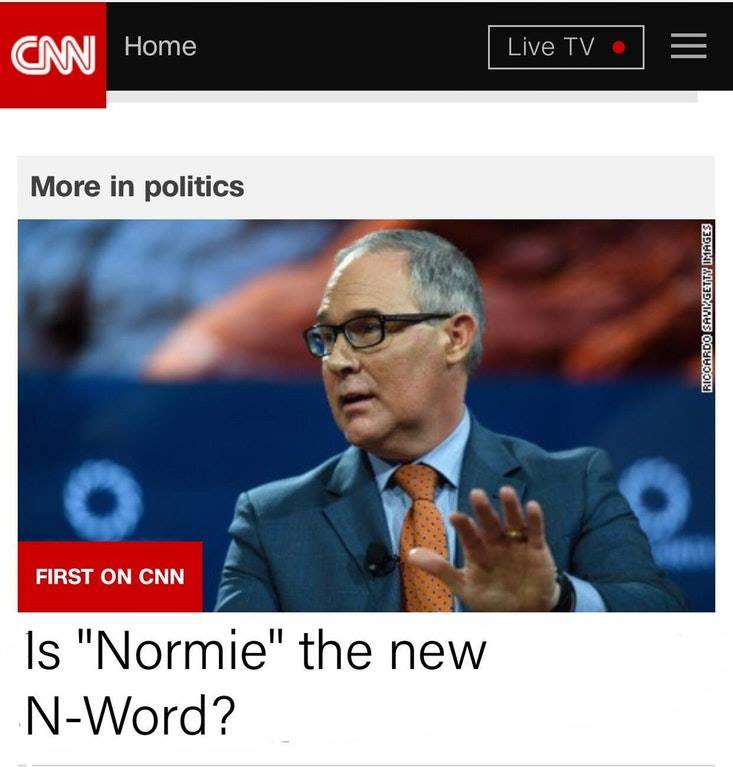 CNN
Home
Live TV
More in politics
RICCARDO SAVI/GETTY IMAGES
FIRST ON CNN
Is "Normie" the new
N-Word?